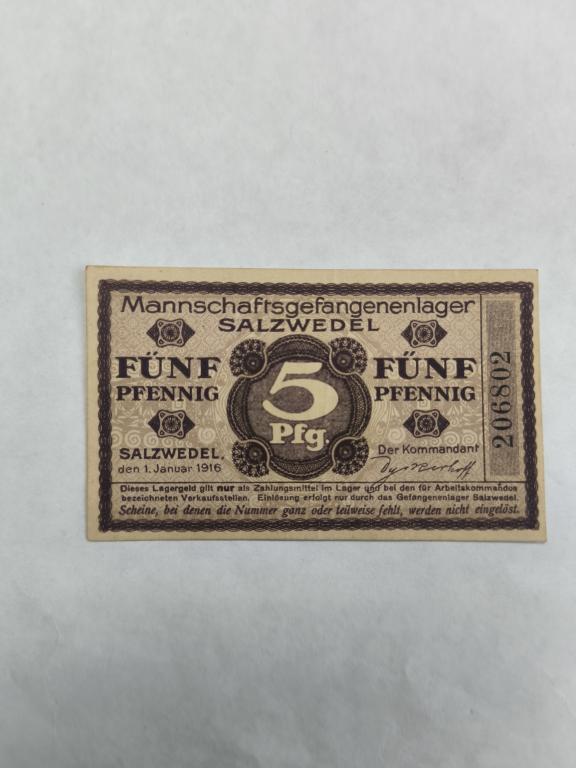 Mannschaftsgefangenenlager
SALZWEDEL
FÜNF
PFENNIG
5
Pfg.
FÜNF
PFENNIG
206802
SALZWEDEL,
den 1. Januar 1916
Der Kommandant
Dieses Lagergeld gilt nur als Zahlungsmittel im Lager und bei den für Arbeitskommandos
bezeichneten Verkaufsstellen. Einlösung erfolgt nur durch das Gefangenenlager Salzwedel.
Scheine, bei denen die Nummer ganz oder teilweise fehlt, werden nicht eingelöst.